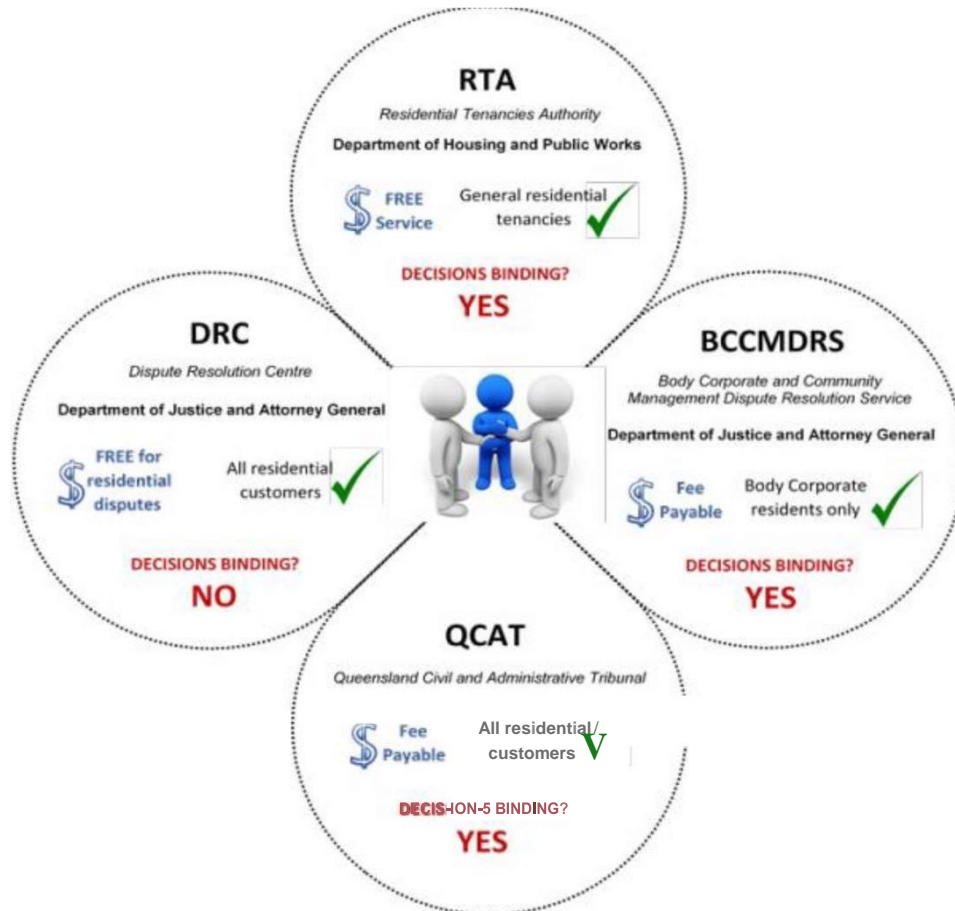 RTA
Residential Tenancies Authority
Department of Housing and Public Works
$ FREE
Service
General residential
tenancies
DECISIONS BINDING?
YES
DRC
Dispute Resolution Centre
Department of Justice and Attorney General
$ FREE for
residential
disputes
All residential
customers
DECISIONS BINDING?
NO
BCCMDRS
Body Corporate and Community
Management Dispute Resolution Service
Department of Justice and Attorney General
$ Fee
Payable
Body Corporate
residents only
DECISIONS BINDING?
YES
QCAT
Queensland Civil and Administrative Tribunal
$ Fee
Payable
All residential/
customers V
DECIS-ION-5 BINDING?
YES